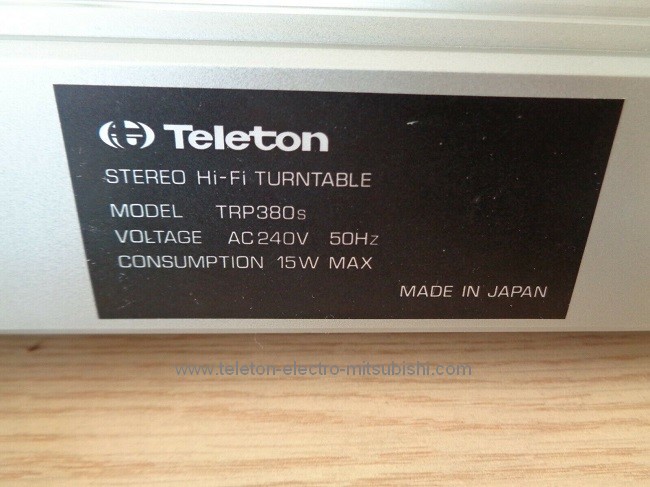 Teleton
STEREO Hi-Fi TURNTABLE
MODEL TRP380s
VOLTAGE AC240V 50Hz
CONSUMPTION 15W MAX
MADE IN JAPAN
www.teleton-electro-mitsubishi.com